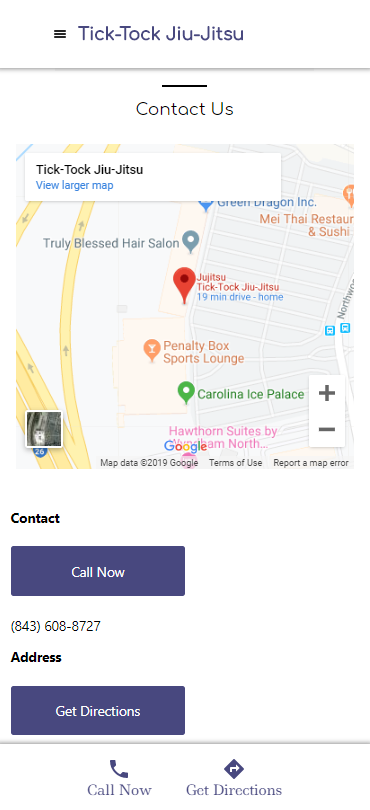 Tick-Tock Jiu-Jitsu
Contact Us
Tick-Tock Jiu-Jitsu
View larger map
Green Dragon Inc.
Mei Thai Restaur
& Sushi
Truly Blessed Hair Salon
Jujitsu
Tick-Tock Jiu-Jitsu
19 min drive - home
Northwoo
Penalty Box
Sports Lounge
Carolina Ice Palace
Hawthorn Suites by
Wyndham North...
Google
26
Map data ©2019 Google
Terms of Use
Report a map error
Contact
Call Now
(843) 608-8727
Address
Get Directions
Call Now
Get Directions